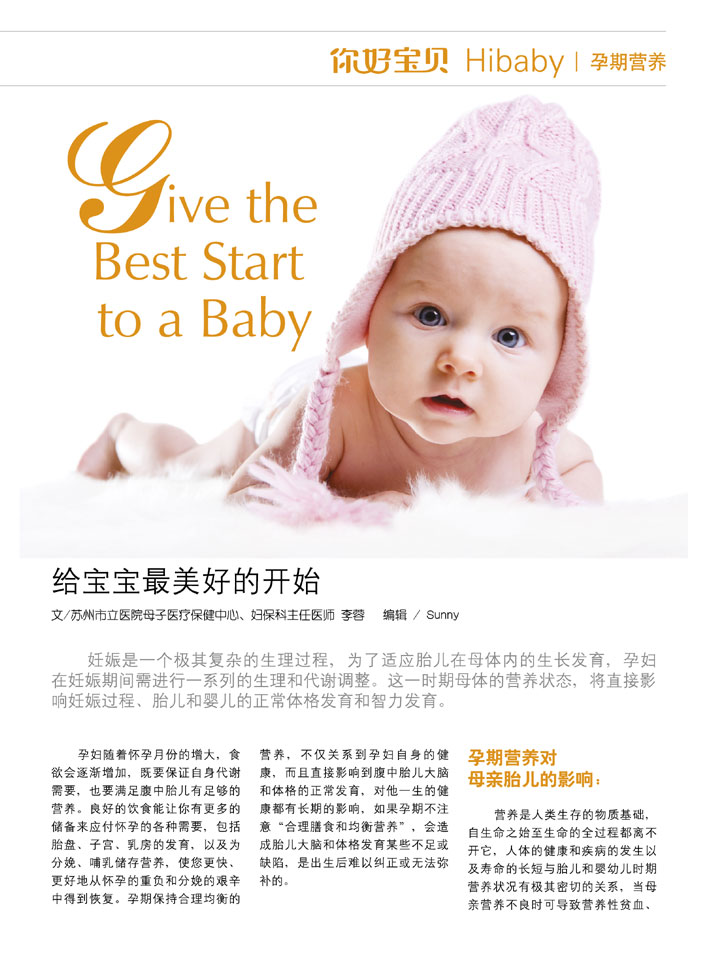 你好宝贝 Hibaby | 孕期营养
Give the
Best Start
to a Baby
给宝宝最美好的开始
文/苏州市立医院母子医疗保健中心、妇保科主任医师 李蓉 编辑 / Sunny
妊娠是一个极其复杂的生理过程，为了适应胎儿在母体内的生长发育，孕妇
在妊娠期间需进行一系列的生理和代谢调整。这一时期母体的营养状态，将直接影
响妊娠过程、胎儿和婴儿的正常体格发育和智力发育。
孕妇随着怀孕月份的增大，食
欲会逐渐增加，既要保证自身代谢
需要，也要满足腹中胎儿有足够的
营养。良好的饮食能让你有更多的
储备来应付怀孕的各种需要，包括
胎盘、子宫、乳房的发育，以及为
分娩、哺乳储存营养，使您更快、
更好地从怀孕的重负和分娩的艰辛
中得到恢复。孕期保持合理均衡的
营养，不仅关系到孕妇自身的健
康，而且直接影响到腹中胎儿大脑
和体格的正常发育，对他一生的健
康都有长期的影响，如果孕期不注
意“合理膳食和均衡营养”，会造
成胎儿大脑和体格发育某些不足或
缺陷，是出生后难以纠正或无法弥
补的。
孕期营养对
母亲胎儿的影响：
营养是人类生存的物质基础，
自生命之始至生命的全过程都离不
开它，人体的健康和疾病的发生以
及寿命的长短与胎儿和婴幼儿时期
营养状况有极其密切的关系，当母
亲营养不良时可导致营养性贫血、